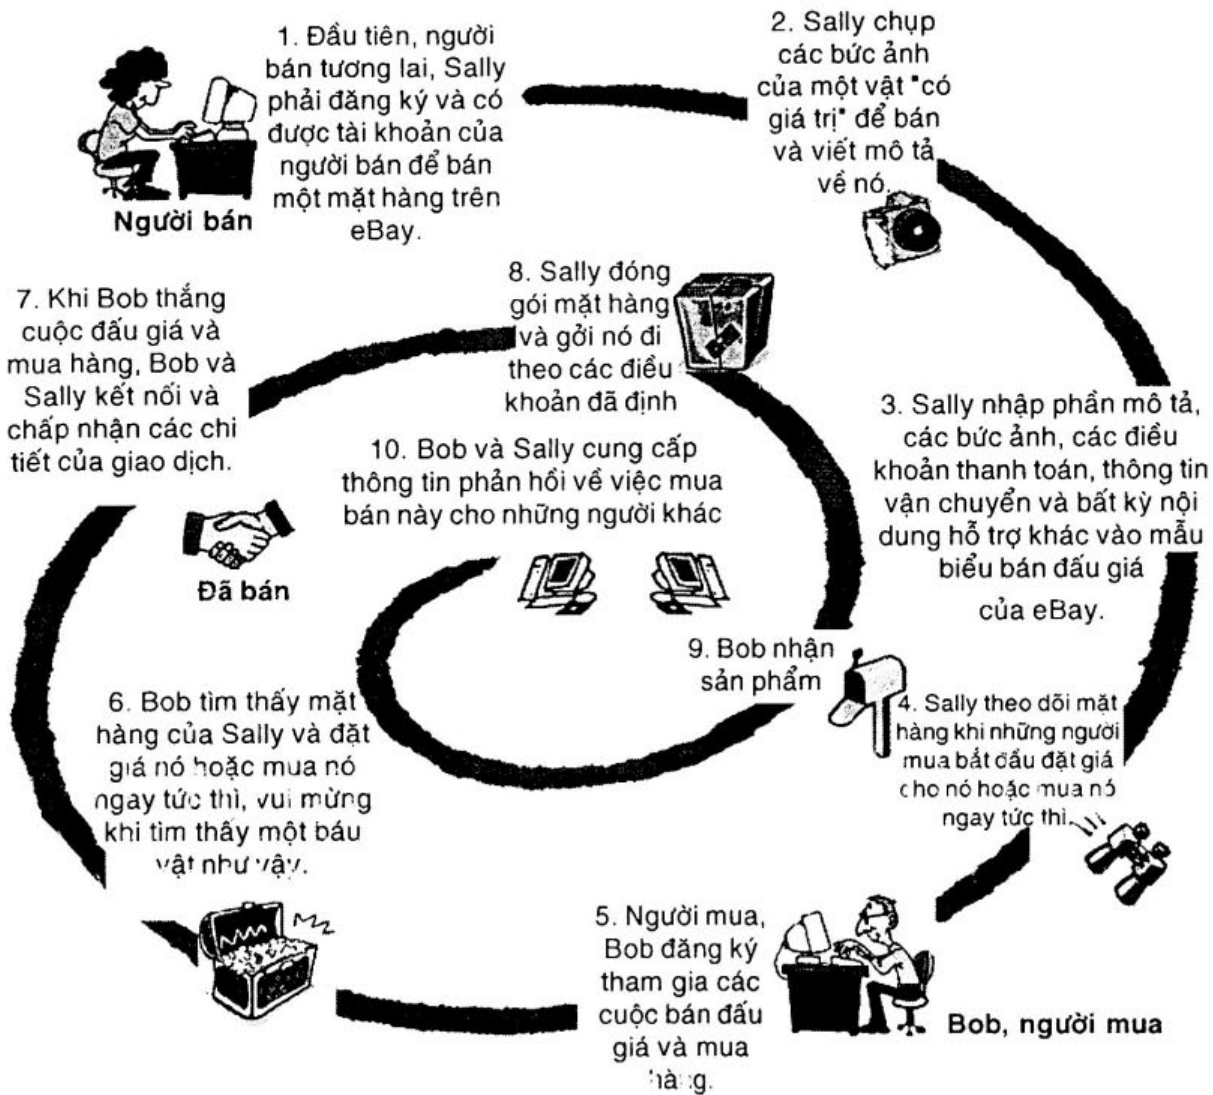 1. Đầu tiên, người
bán tương lai, Sally
phải đăng ký và có
được tài khoản của
người bán để bán
một mặt hàng trên
eBay.
Người bán
2. Sally chụp
các bức ảnh
của một vật "có
giá trị" để bán
và viết mô tả
về nó.
3. Sally nhập phần mô tả,
các bức ảnh, các điều
khoản thanh toán, thông tin
vận chuyển và bất kỳ nội
dung hỗ trợ khác vào mẫu
biểu bán đấu giá
của eBay.
4. Sally theo dõi mặt
hàng khi những người
mua bắt đầu đặt giá
cho nó hoặc mua nó
ngay tức thì.
5. Người mua,
Bob đăng ký
tham gia các
cuộc bán đấu
giá và mua
hàng.
Bob, người mua
6. Bob tìm thấy mặt
hàng của Sally và đặt
giá nó hoặc mua nó
ngay tức thì, vui mừng
khi tìm thấy một báu
vật như vậy.
7. Khi Bob thắng
cuộc đấu giá và
mua hàng, Bob và
Sally kết nối và
chấp nhận các chi
tiết của giao dịch.
Đã bán
8. Sally đóng
gói mặt hàng
và gởi nó đi
theo các điều
khoản đã định
9. Bob nhận
sản phẩm
10. Bob và Sally cung cấp
thông tin phản hồi về việc mua
bán này cho những người khác